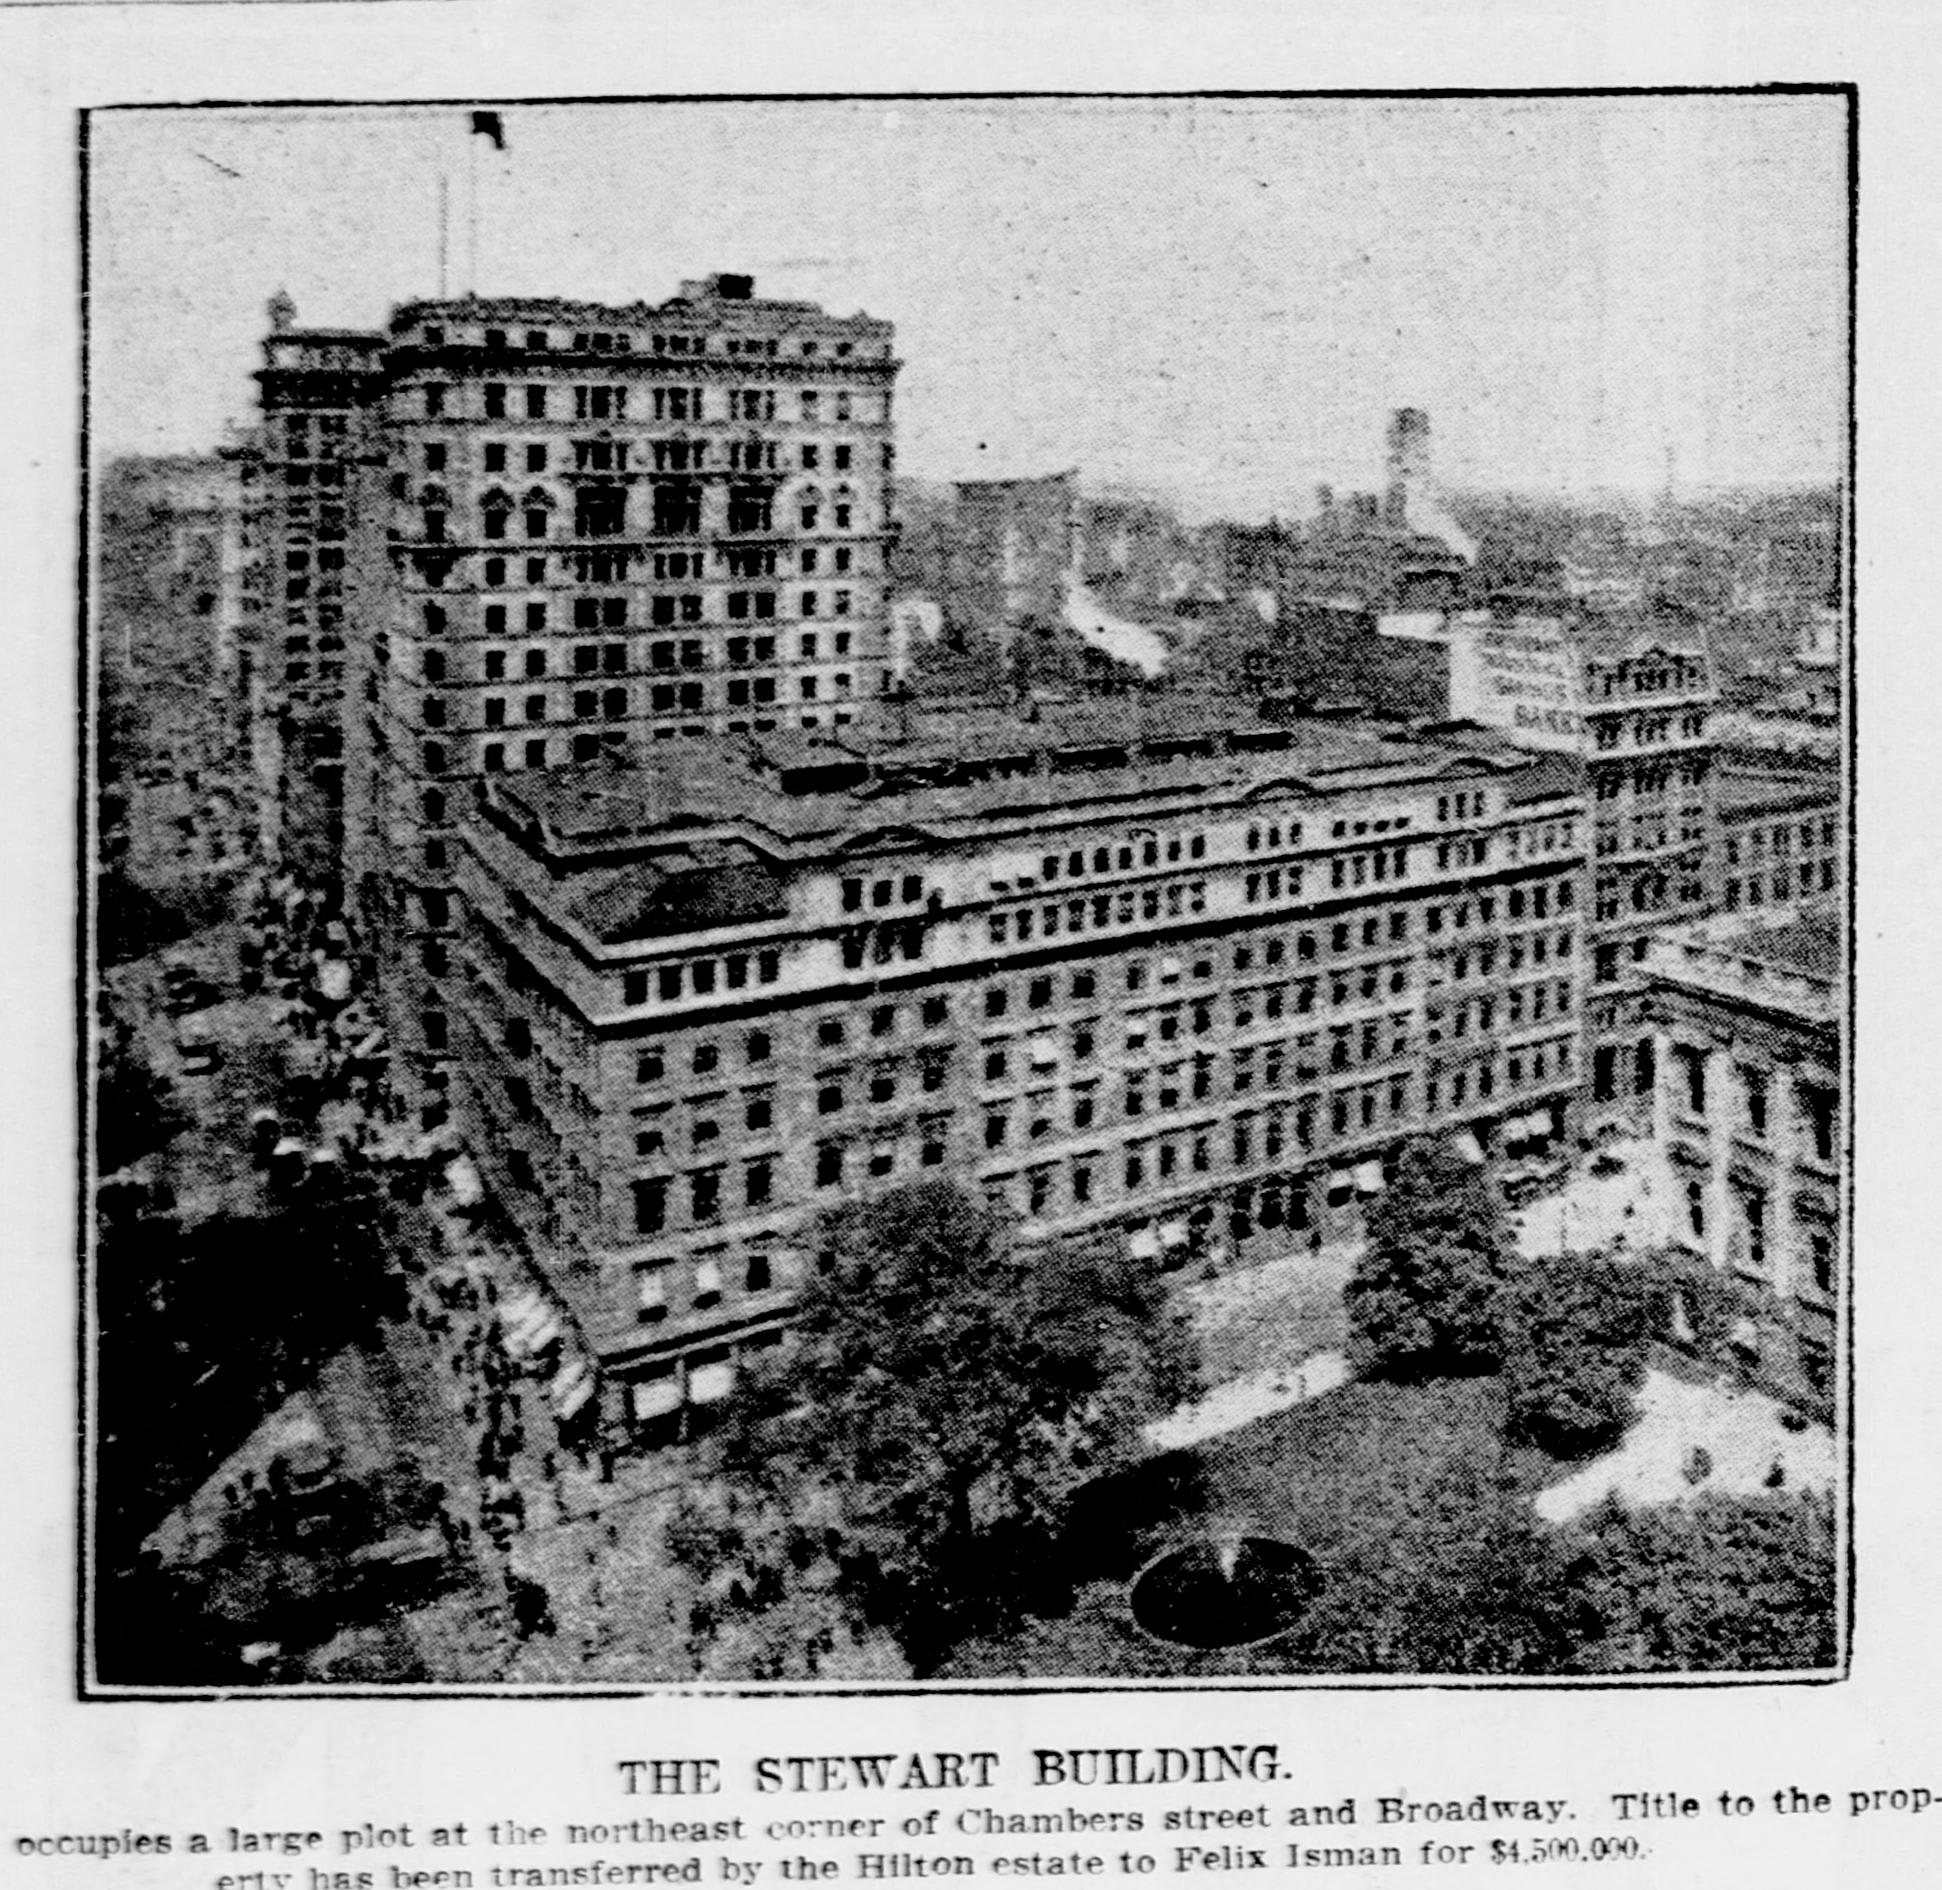 BAKE
THE STEWART BUILDING.
occupies a large plot at the northeast corner of Chambers street and Broadway. Title to the prop-
erty has been transferred by the Hilton estate to Felix Isman for $4,500,000.